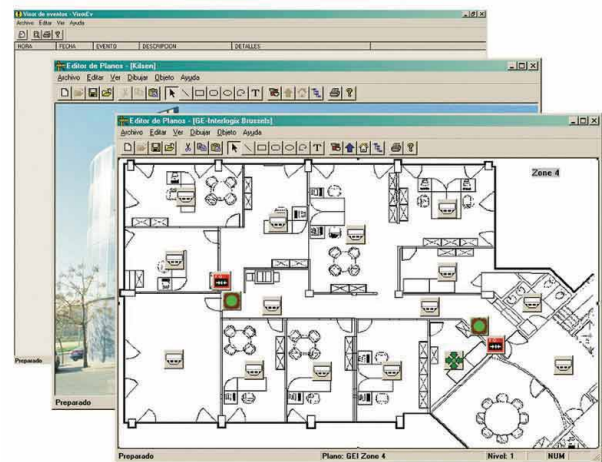 Visor de eventos - VisorEv
Archivo Editar Ver Ayuda
HORA FECHA EVENTO DESCRIPCION DETALLES
Editor de Planos - [Kilsen]
Archivo Editar Ver Dibujar Objeto Ayuda
Editor de Planos - [GE-Interlogix Brussels]
Archivo Editar Ver Dibujar Objeto Ayuda
T
T
Zone 4
Preparado
Preparado
Preparado Plano: GEI Zone 4 Nivel: 1 NUM